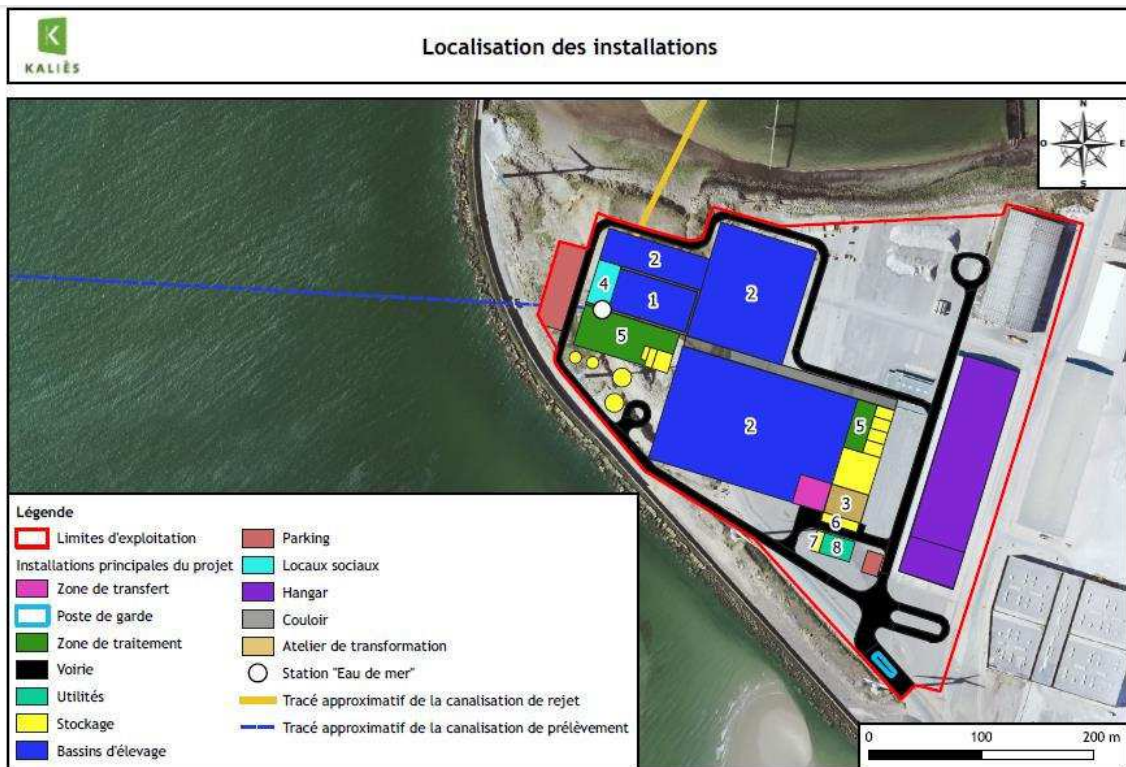 KALIÈS
Localisation des installations
N
O
E
S
2
4
1
2
5
2
5
3
6
7
8
Légende
Limites d'exploitation
Installations principales du projet
Zone de transfert
Poste de garde
Zone de traitement
Voirie
Utilités
Stockage
Bassins d'élevage
Parking
Locaux sociaux
Hangar
Couloir
Atelier de transformation
Station "Eau de mer"
Tracé approximatif de la canalisation de rejet
Tracé approximatif de la canalisation de prélèvement
0 100 200 m